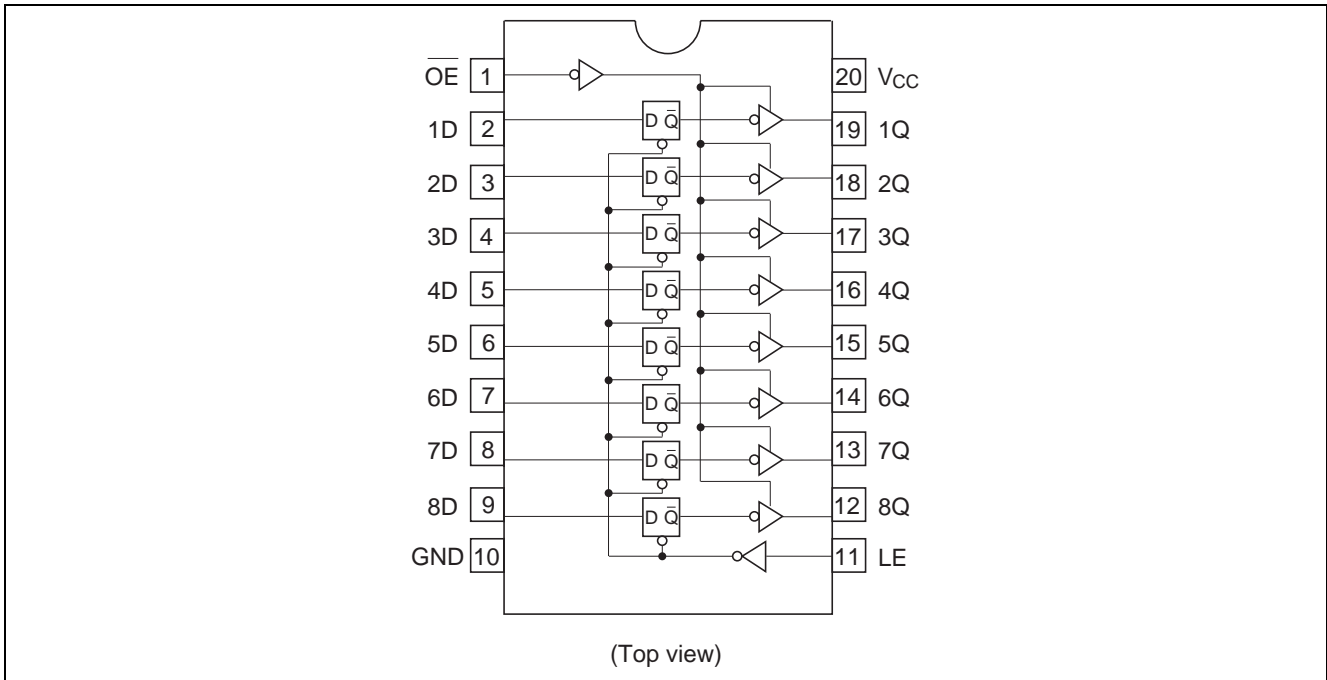 O̅E̅ 1 20 VCC
1D 2 D Q̅ 19 1Q
2D 3 D Q̅ 18 2Q
3D 4 D Q̅ 17 3Q
4D 5 D Q̅ 16 4Q
5D 6 D Q̅ 15 5Q
6D 7 D Q̅ 14 6Q
7D 8 D Q̅ 13 7Q
8D 9 D Q̅ 12 8Q
GND 10 11 LE
(Top view)